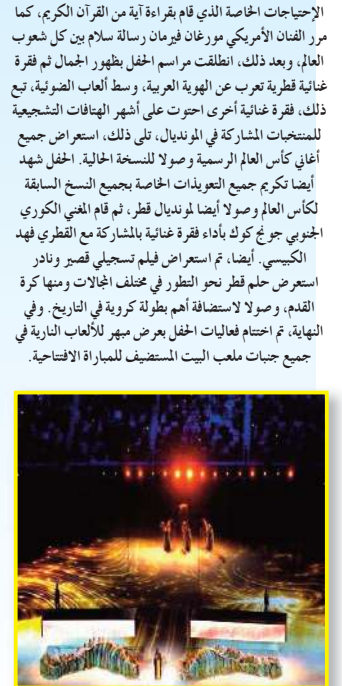 الإحتياجات الخاصة الذي قام بقراءة آية من القرآن الكريم، كما
مرر الفنان الأمريكي مورغان فيرمان رسالة سلام بين كل شعوب
العالم، وبعد ذلك، انطلقت مراسم الحفل بظهور الجمال ثم فقرة
غنائية قطرية تعرب عن الهوية العربية، وسط ألعاب الضوئية، تبع
ذلك، فقرة غنائية أخرى احتوت على أشهر الهتافات التشجيعية
للمنتخبات المشاركة في المونديال، تلى ذلك، استعراض جميع
أغاني كأس العالم الرسمية وصولا للنسخة الحالية. الحفل شهد
أيضا تكريم جميع التعويذات الخاصة بجميع النسخ السابقة
لكأس العالم وصولا أيضا لمونديال قطر، ثم قام المغني الكوري
الجنوبي جونج كوك بأداء فقرة غنائية بالمشاركة مع القطري فهد
الكبيسي. أيضا، تم استعراض فيلم تسجيلي قصير ونادر
استعرض حلم قطر نحو التطور في مختلف المجالات ومنها كرة
القدم، وصولا لاستضافة أهم بطولة كروية في التاريخ. وفي
النهاية، تم اختتام فعاليات الحفل بعرض مبهر للألعاب النارية في
جميع جنبات ملعب البيت المستضيف للمباراة الافتتاحية.